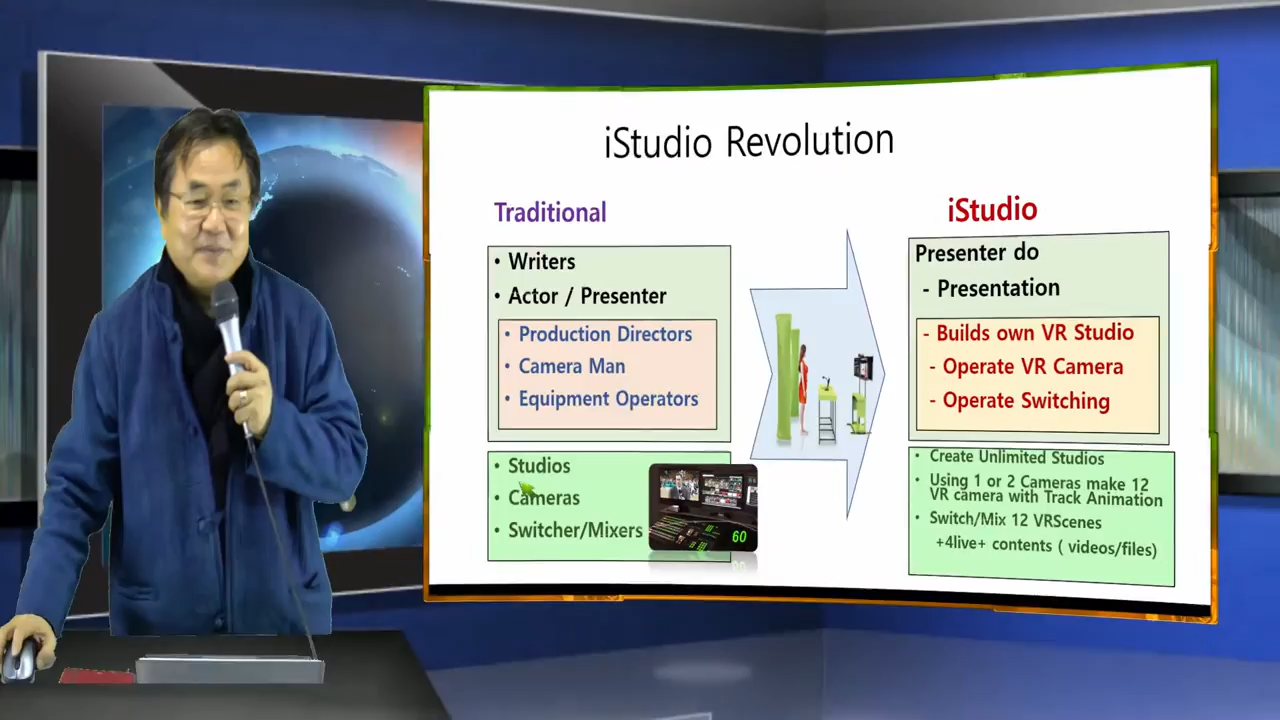 iStudio Revolution
Traditional
• Writers
• Actor / Presenter
• Production Directors
• Camera Man
• Equipment Operators
• Studios
• Cameras
• Switcher/Mixers
60
iStudio
Presenter do
- Presentation
- Builds own VR Studio
- Operate VR Camera
- Operate Switching
• Create Unlimited Studios
• Using 1 or 2 Cameras make 12
VR camera with Track Animation
• Switch/Mix 12 VRScenes
+4live+ contents ( videos/files)